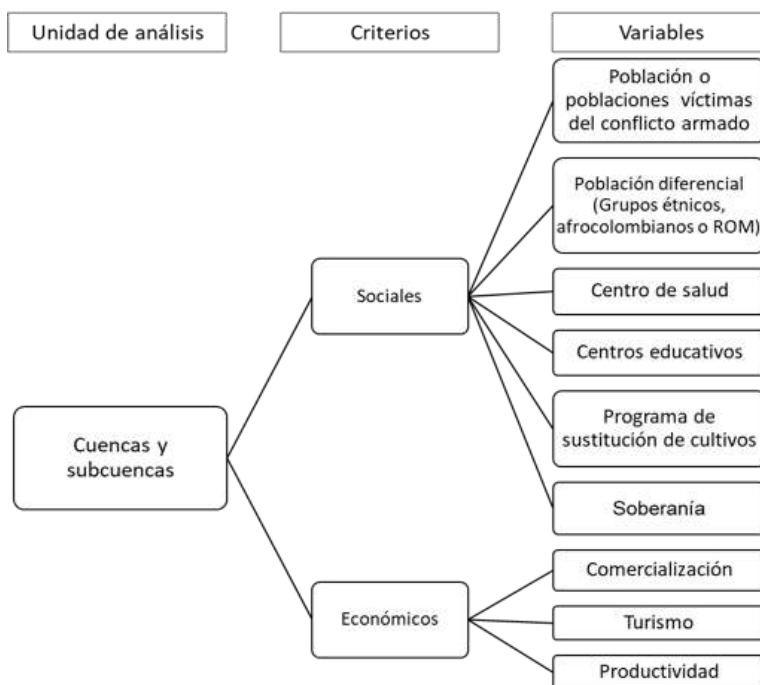 Unidad de análisis
Criterios
Variables
Población o
poblaciones víctimas
del conflicto armado
Población diferencial
(Grupos étnicos,
afrocolombianos o ROM)
Sociales
Centro de salud
Centros educativos
Cuencas y
subcuencas
Programa de
sustitución de cultivos
Soberanía
Económicos
Comercialización
Turismo
Productividad